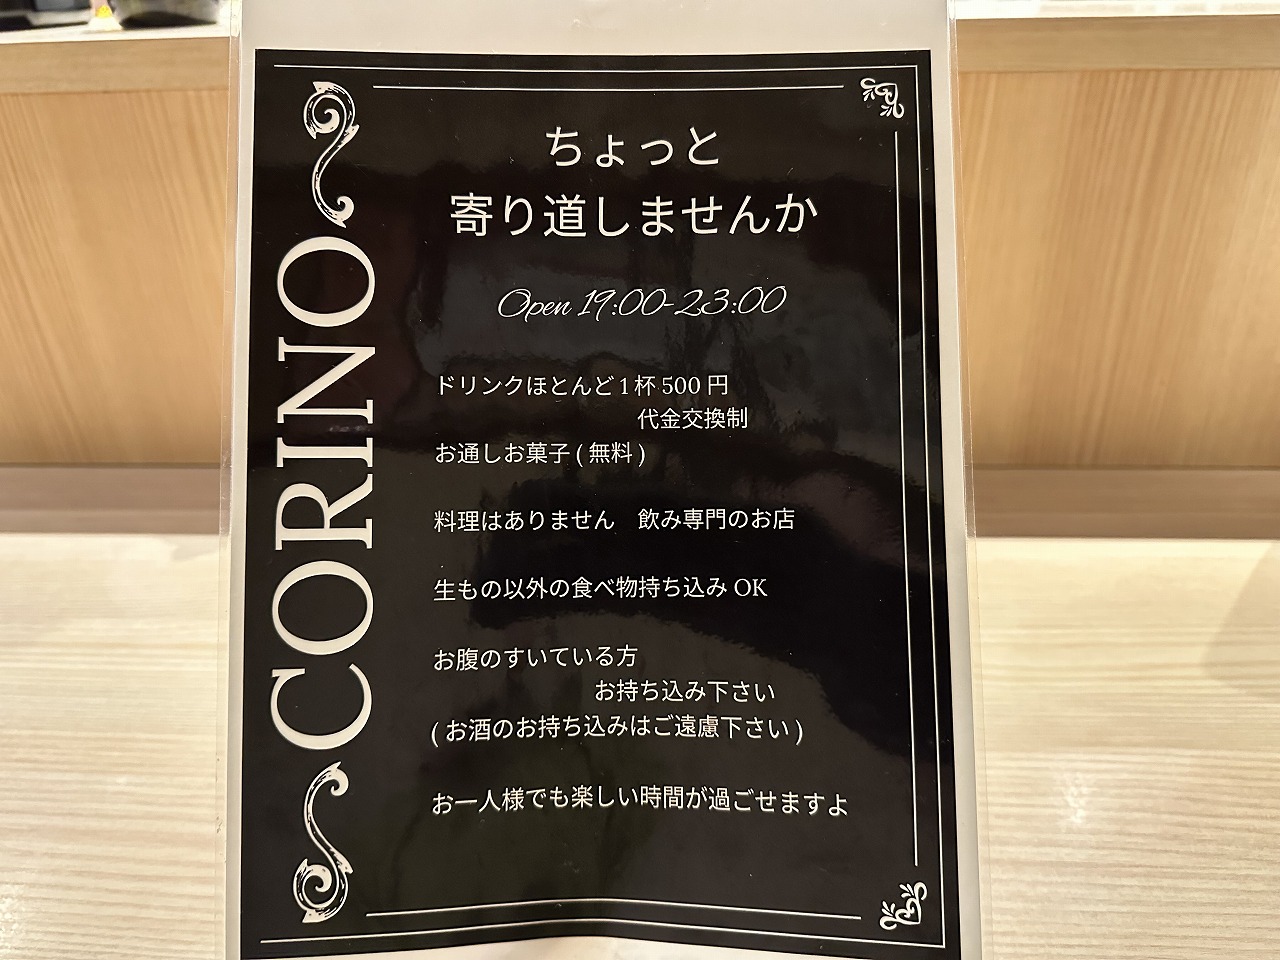 CORINO
ちょっと
寄り道しませんか
Open 19:00-23:00
ドリンクほとんど1杯500円
代金交換制
お通しお菓子(無料)
料理はありません　飲み専門のお店
生もの以外の食べ物持ち込みOK
お腹のすいている方
お持ち込み下さい
(お酒のお持ち込みはご遠慮下さい)
お一人様でも楽しい時間が過ごせますよ